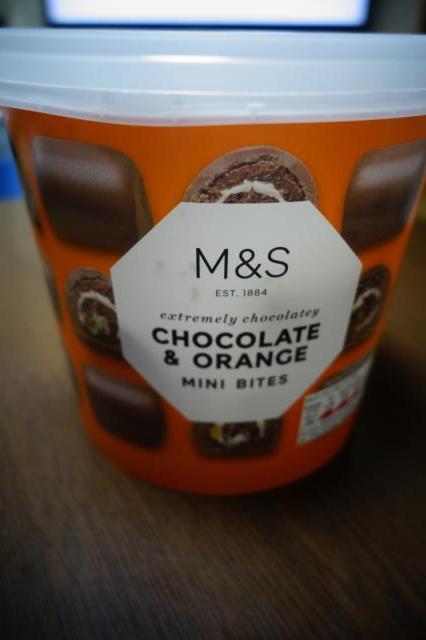 M&S
EST. 1884
extremely chocolatey
CHOCOLATE
& ORANGE
MINI BITES